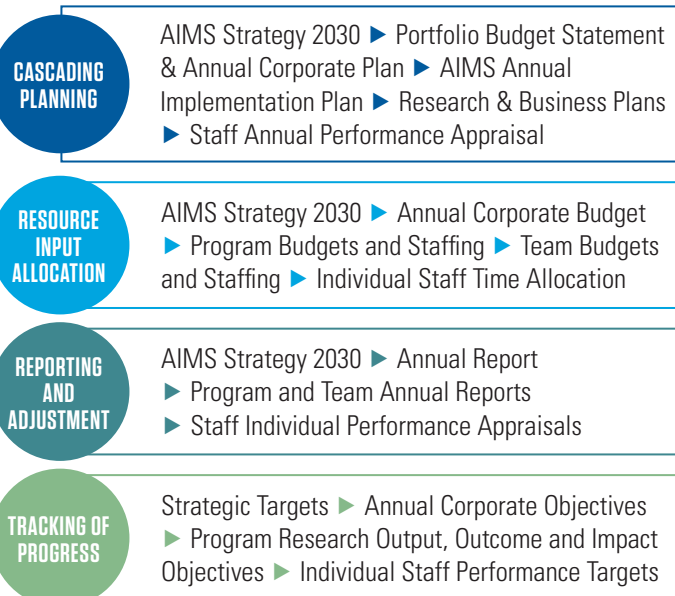 CASCADING
PLANNING
AIMS Strategy 2030 ▶ Portfolio Budget Statement
& Annual Corporate Plan ▶ AIMS Annual
Implementation Plan ▶ Research & Business Plans
▶ Staff Annual Performance Appraisal
RESOURCE
INPUT
ALLOCATION
AIMS Strategy 2030 ▶ Annual Corporate Budget
▶ Program Budgets and Staffing ▶ Team Budgets
and Staffing ▶ Individual Staff Time Allocation
REPORTING
AND
ADJUSTMENT
AIMS Strategy 2030 ▶ Annual Report
▶ Program and Team Annual Reports
▶ Staff Individual Performance Appraisals
TRACKING OF
PROGRESS
Strategic Targets ▶ Annual Corporate Objectives
▶ Program Research Output, Outcome and Impact
Objectives ▶ Individual Staff Performance Targets